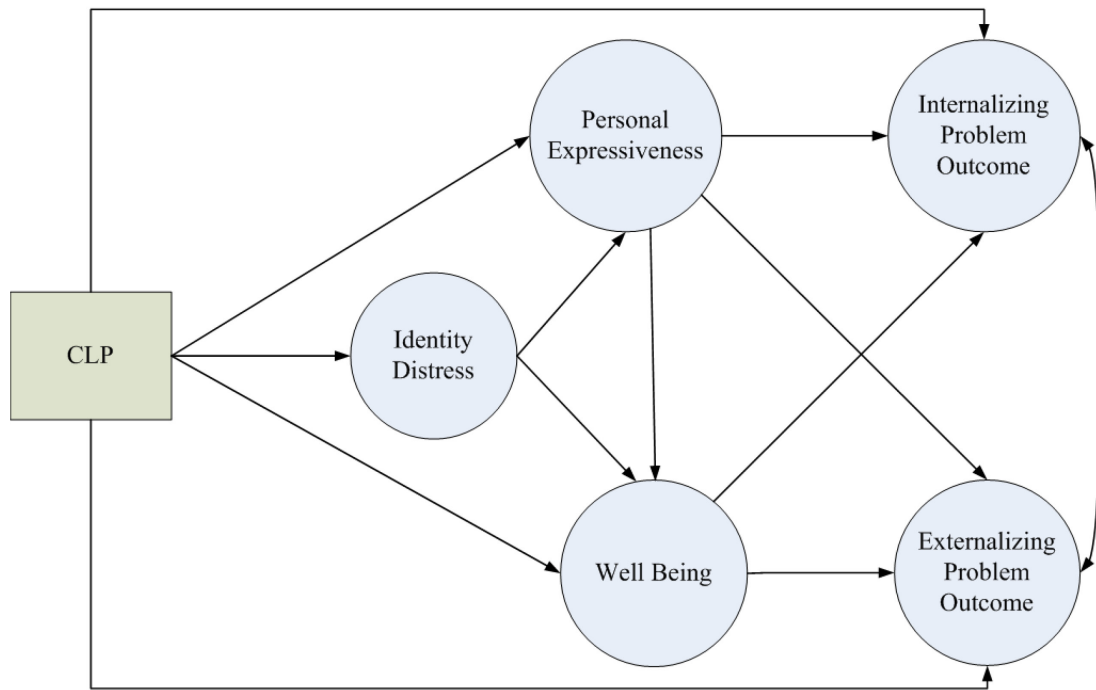 Personal
Expressiveness
Internalizing
Problem
Outcome
CLP
Identity
Distress
Well Being
Externalizing
Problem
Outcome